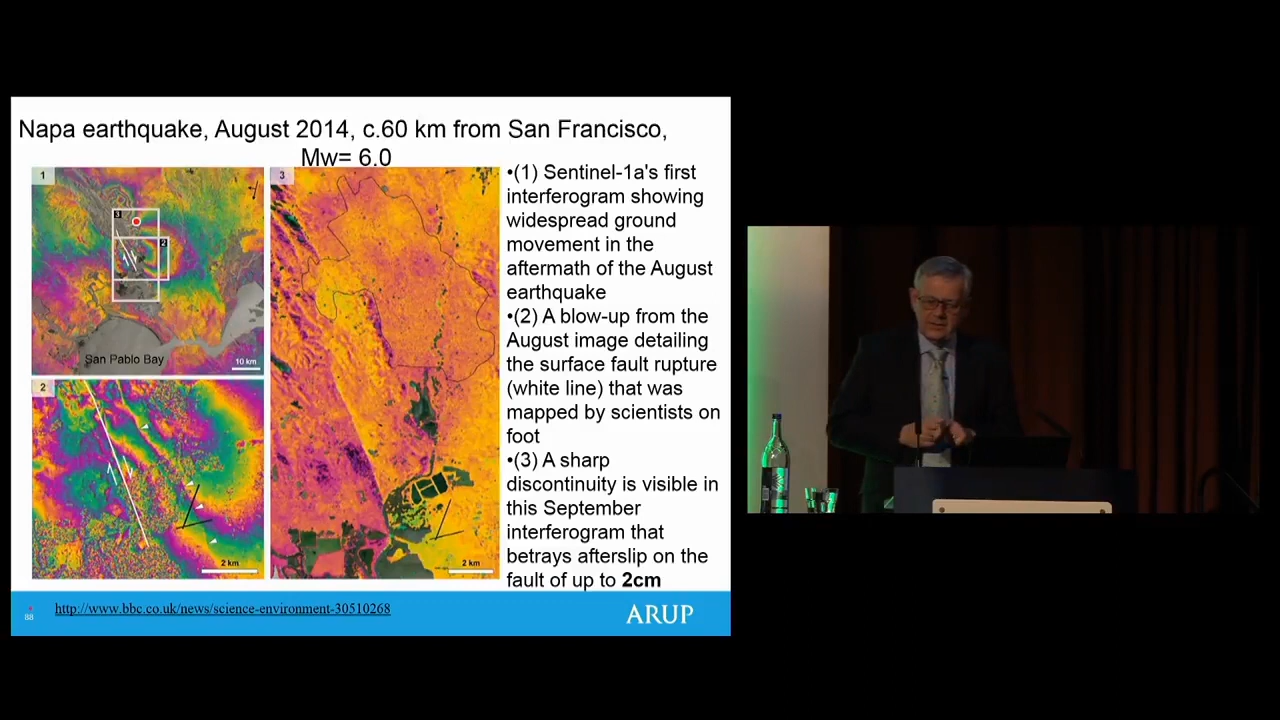 Napa earthquake, August 2014, c.60 km from San Francisco,
Mw= 6.0
1
3
2
San Pablo Bay
10 km
2
2 km
3
2 km
•(1) Sentinel-1a's first
interferogram showing
widespread ground
movement in the
aftermath of the August
earthquake
•(2) A blow-up from the
August image detailing
the surface fault rupture
(white line) that was
mapped by scientists on
foot
•(3) A sharp
discontinuity is visible in
this September
interferogram that
betrays afterslip on the
fault of up to 2cm
88
http://www.bbc.co.uk/news/science-environment-30510268
ARUP